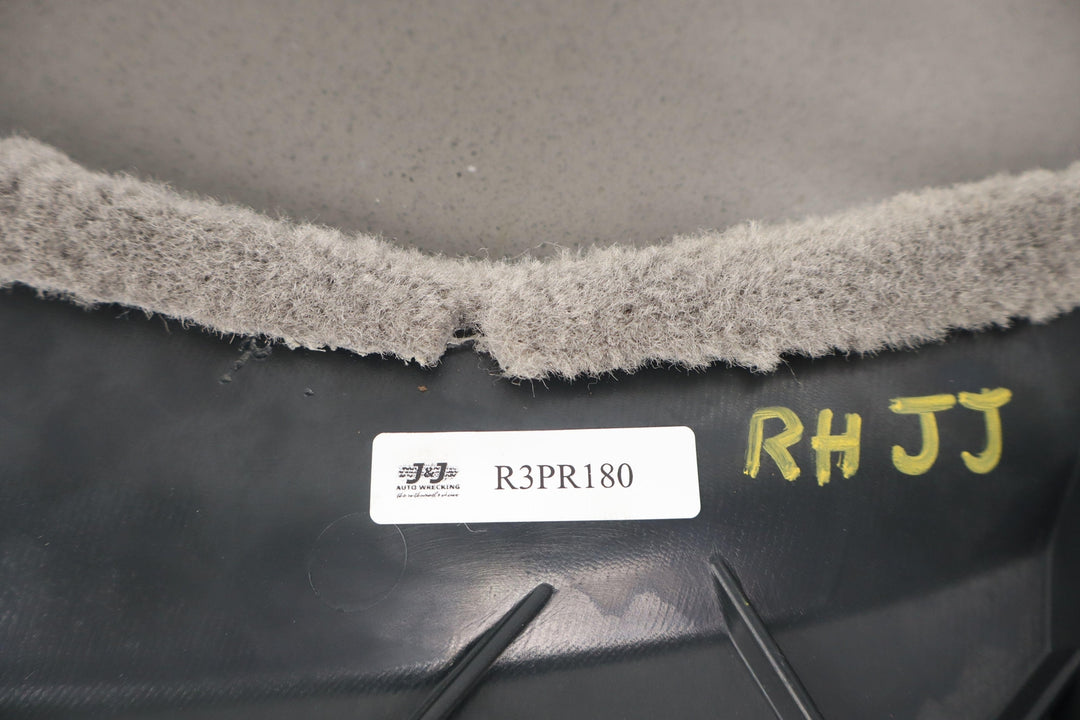 J&J
AUTO WRECKING
R3PR180
RH JJ